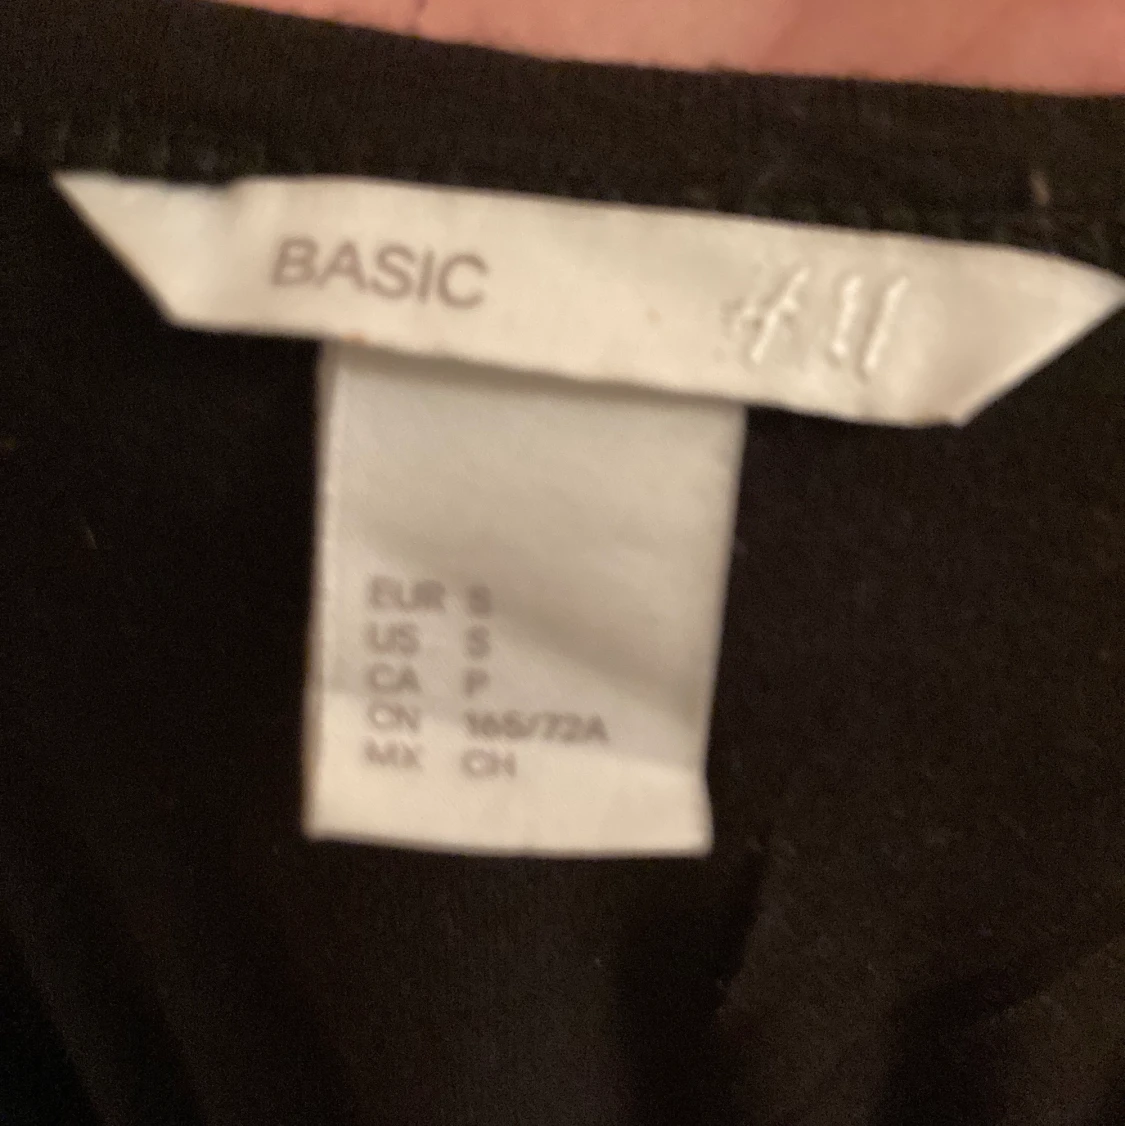 BASIC
EUR S
US S
CA P
CN 165/72A
MX CH